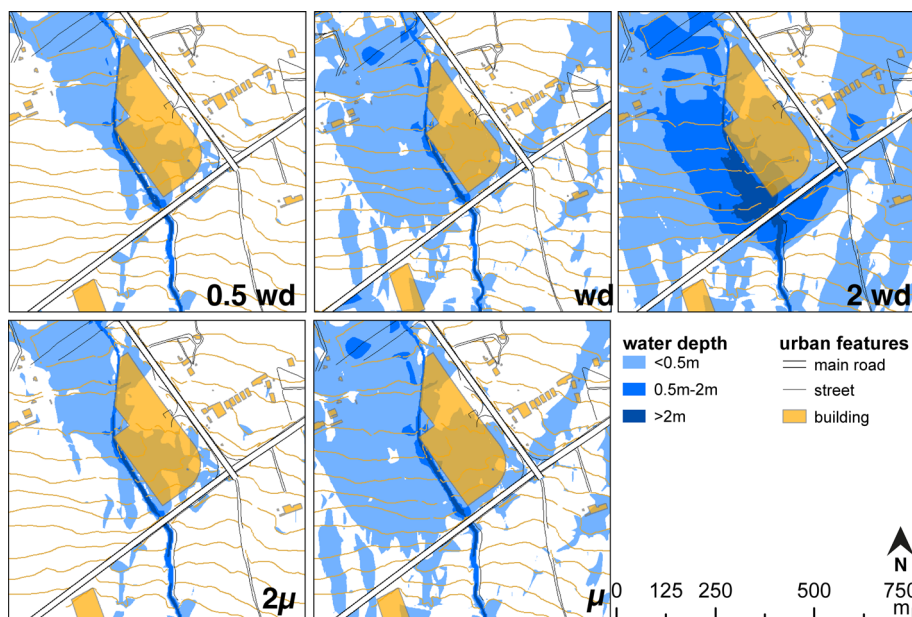 0.5 wd
wd
2 wd
2μ
μ
water depth
<0.5m
0.5m-2m
>2m
urban features
main road
street
building
N
0 125 250 500 750
m